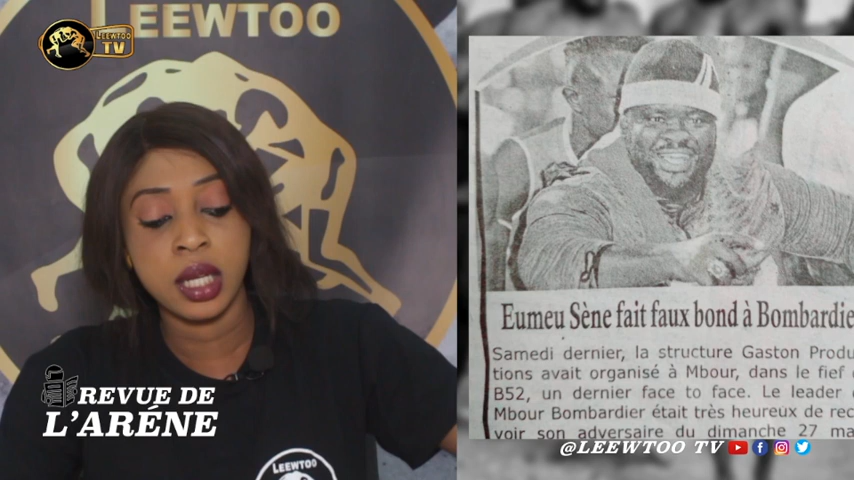 LEEWTOO
LEEWTOO
TV
REVUE DE
L'ARÉNE
LEEWTOO
Eumeu Sène fait faux bond à Bombardie
Samedi dernier, la structure Gaston Produ
tions avait organisé à Mbour, dans le fief
B52, un dernier face to face. Le leader
Mbour Bombardier était très heureux de rec
voir son adversaire du dimanche 27 ma
@LEEWTOO TV